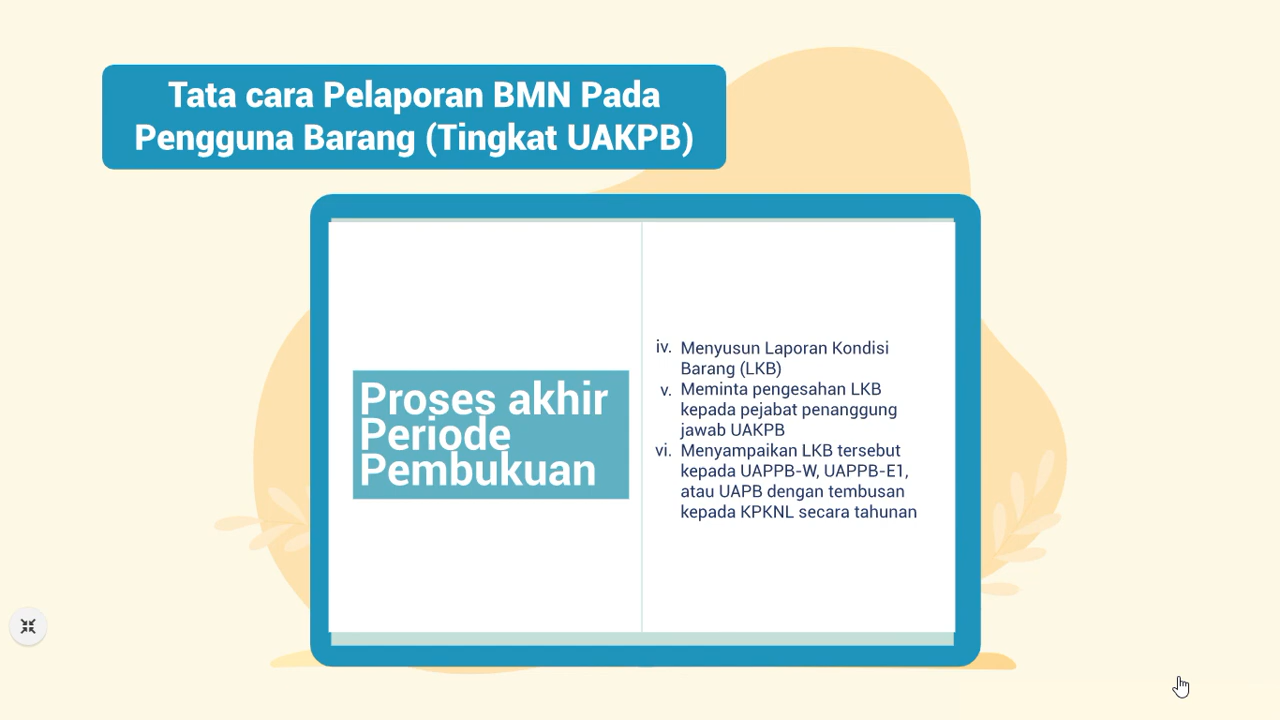 Tata cara Pelaporan BMN Pada
Pengguna Barang (Tingkat UAKPB)
Proses akhir
Periode
Pembukuan
iv. Menyusun Laporan Kondisi
Barang (LKB)
v. Meminta pengesahan LKB
kepada pejabat penanggung
jawab UAKPB
vi. Menyampaikan LKB tersebut
kepada UAPPB-W, UAPPB-E1,
atau UAPB dengan tembusan
kepada KPKNL secara tahunan